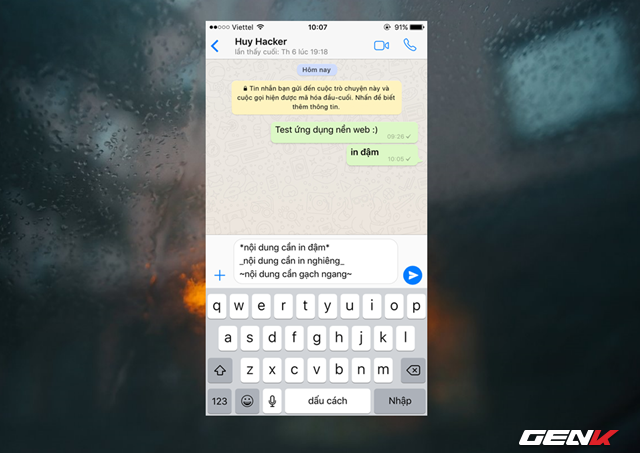 Viettel 10:07 91%
Huy Hacker
lần thấy cuối: Th 6 lúc 19:18
Hôm nay
Tin nhắn bạn gửi đến cuộc trò chuyện này và
cuộc gọi hiện được mã hóa đầu-cuối. Nhấn để biết
thêm thông tin.
Test ứng dụng nền web :)
09:26
in đậm
10:05
*nội dung cần in đậm*
_nội dung cần in nghiêng_
~nội dung cần gạch ngang~
q w e r t y u i o p
a s d f g h j k l
z x c v b n m
123 dấu cách Nhập
GENK